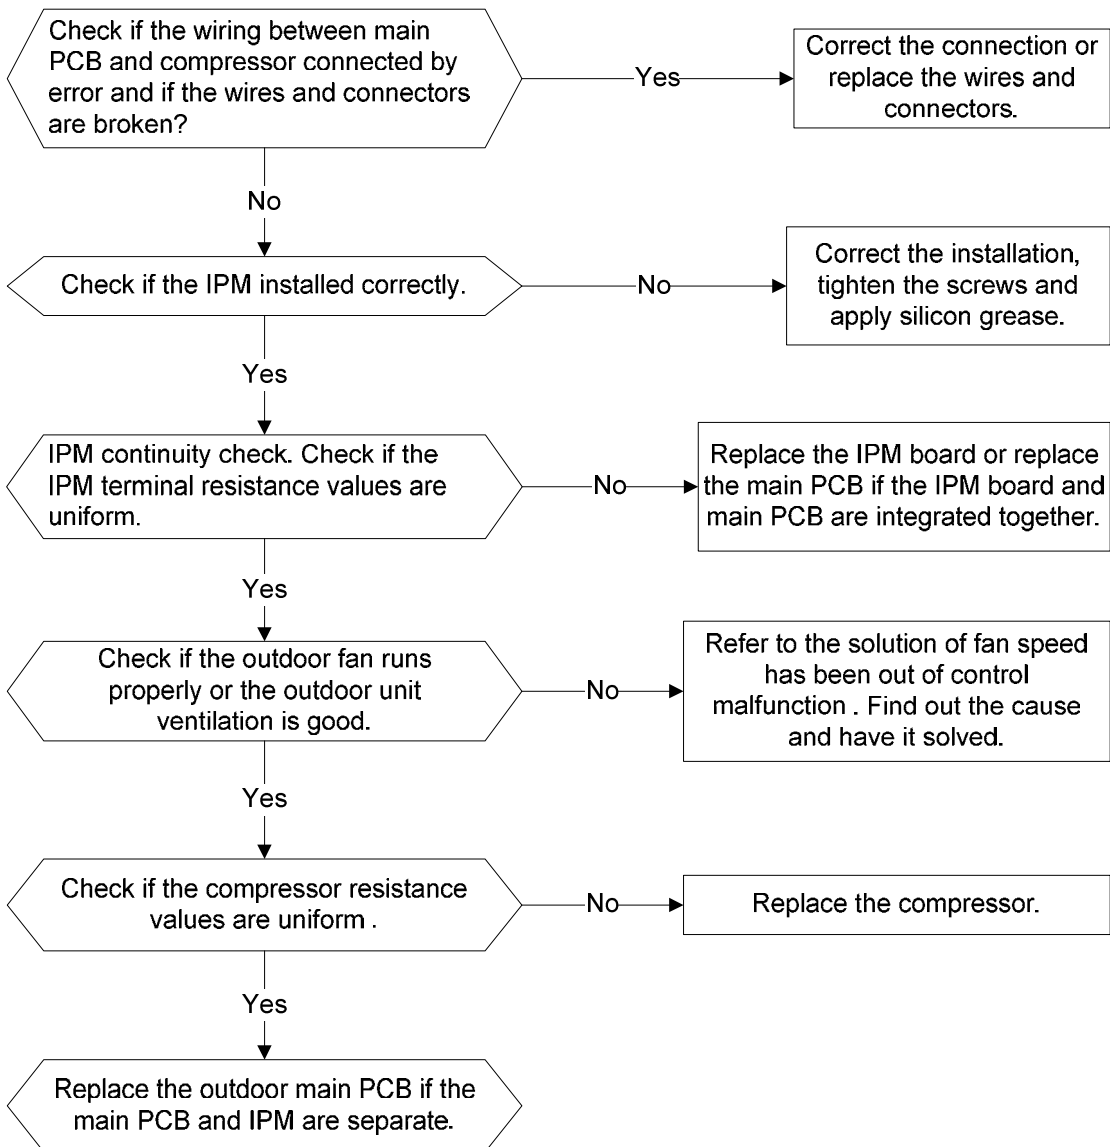 Check if the wiring between main
PCB and compressor connected by
error and if the wires and connectors
are broken?
Yes
Correct the connection or
replace the wires and
connectors.
No
Check if the IPM installed correctly.
No
Correct the installation,
tighten the screws and
apply silicon grease.
Yes
IPM continuity check. Check if the
IPM terminal resistance values are
uniform.
No
Replace the IPM board or replace
the main PCB if the IPM board and
main PCB are integrated together.
Yes
Check if the outdoor fan runs
properly or the outdoor unit
ventilation is good.
No
Refer to the solution of fan speed
has been out of control
malfunction . Find out the cause
and have it solved.
Yes
Check if the compressor resistance
values are uniform .
No
Replace the compressor.
Yes
Replace the outdoor main PCB if the
main PCB and IPM are separate.